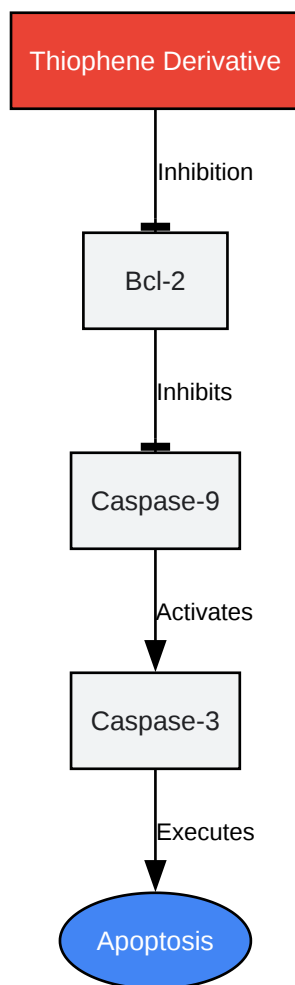 Thiophene Derivative
Inhibition
Bcl-2
Inhibits
Caspase-9
Activates
Caspase-3
Executes
Apoptosis